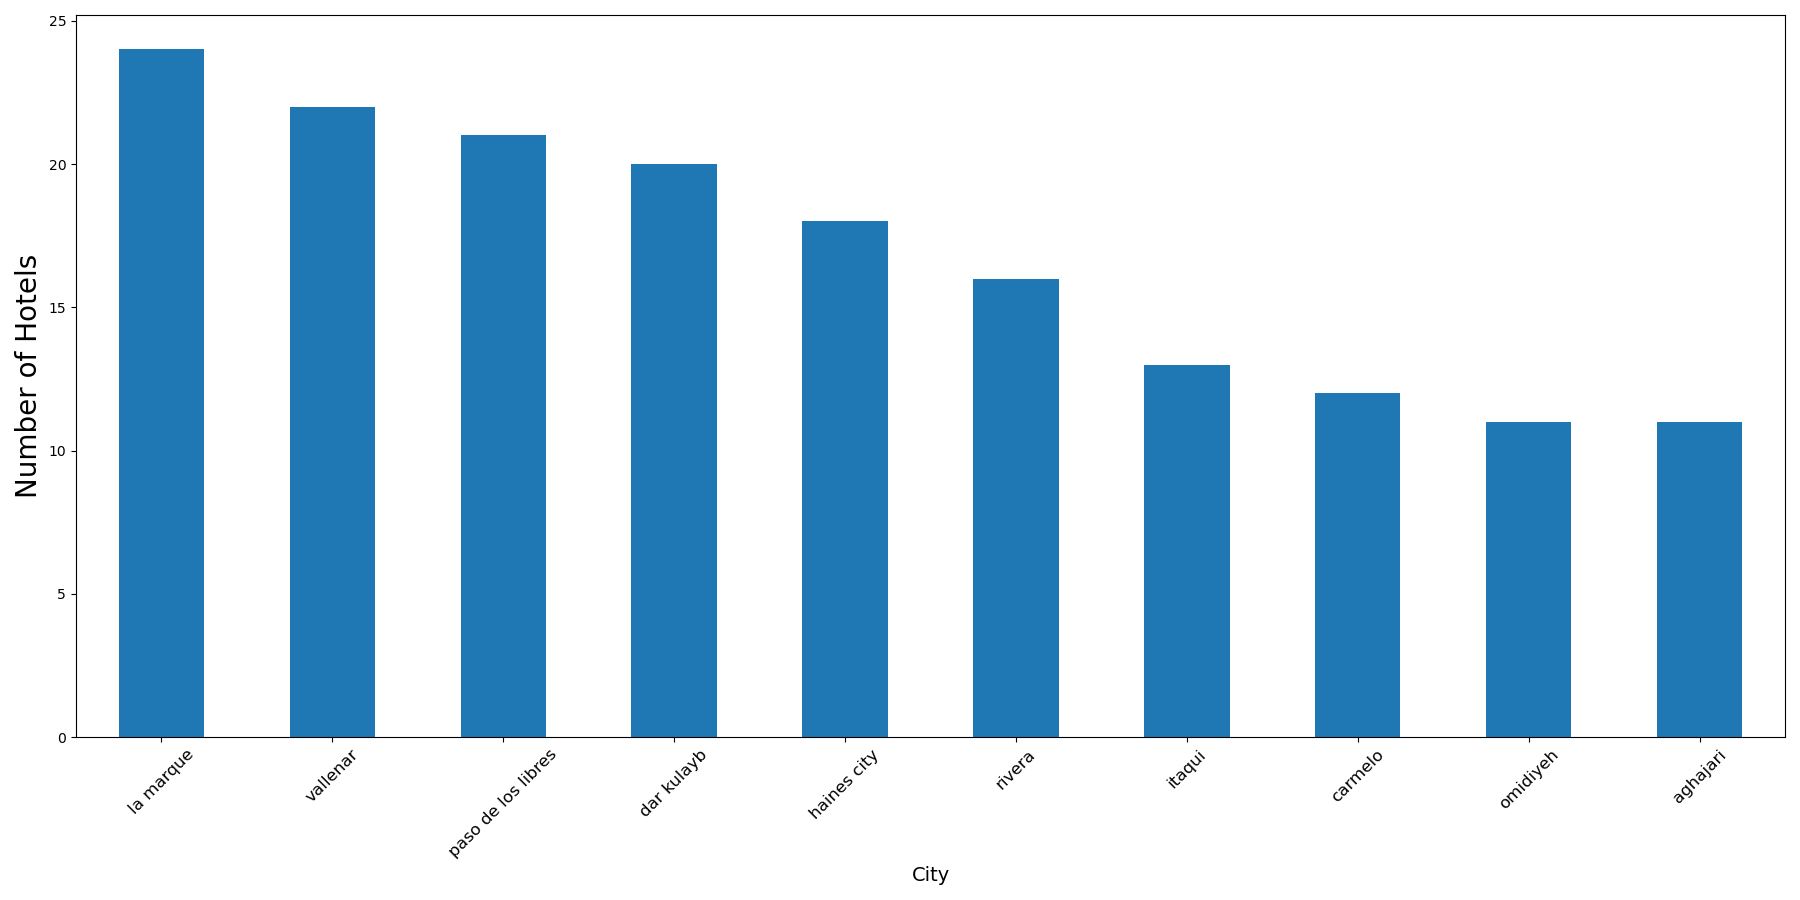 25
20
15
10
5
0
Number of Hotels
la marque
vallenar
paso de los libres
dar kulayb
haines city
rivera
itaqui
carmelo
omidiyeh
aghajari
City